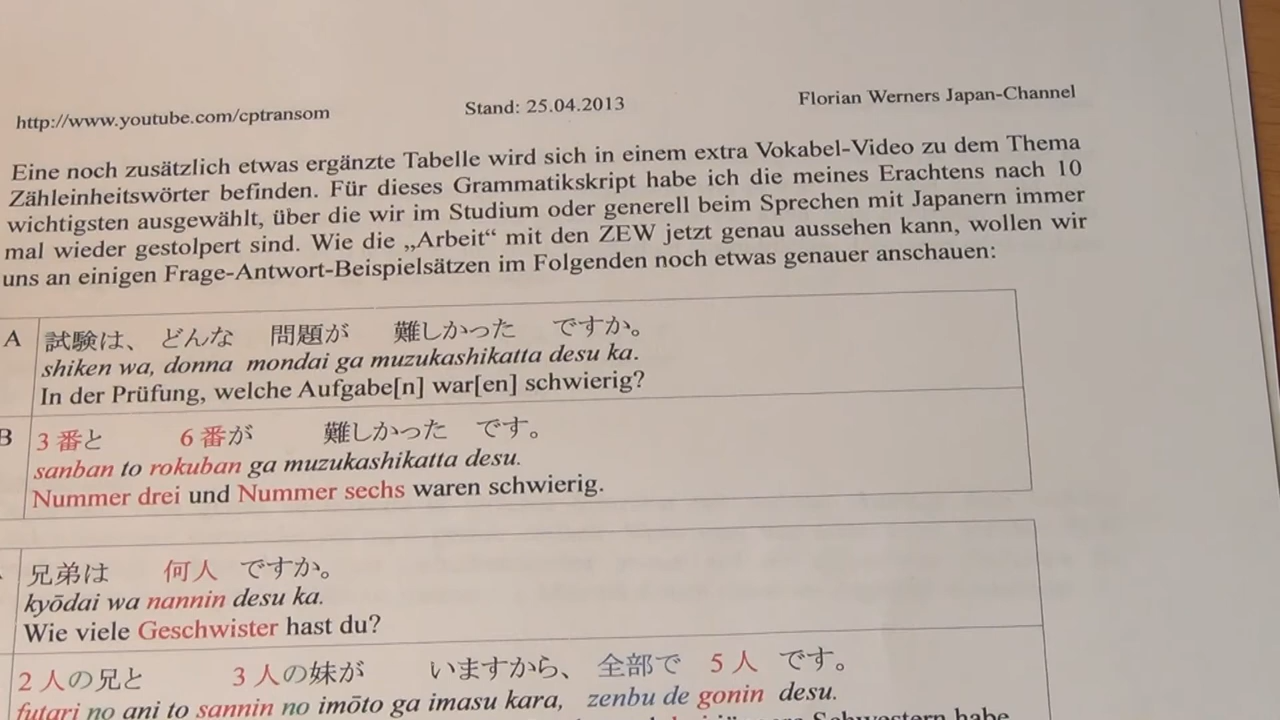 http://www.youtube.com/cptransom Stand: 25.04.2013 Florian Werners Japan-Channel
Eine noch zusätzlich etwas ergänzte Tabelle wird sich in einem extra Vokabel-Video zu dem Thema
Zähleinheitswörter befinden. Für dieses Grammatikskript habe ich die meines Erachtens nach 10
wichtigsten ausgewählt, über die wir im Studium oder generell beim Sprechen mit Japanern immer
mal wieder gestolpert sind. Wie die „Arbeit“ mit den ZEW jetzt genau aussehen kann, wollen wir
uns an einigen Frage-Antwort-Beispielsätzen im Folgenden noch etwas genauer anschauen:
A 試験は、 どんな 問題が 難しかった ですか。
shiken wa, donna mondai ga muzukashikatta desu ka.
In der Prüfung, welche Aufgabe[n] war[en] schwierig?
B 3番と 6番が 難しかった です。
sanban to rokuban ga muzukashikatta desu.
Nummer drei und Nummer sechs waren schwierig.
兄弟は 何人 ですか。
kyōdai wa nannin desu ka.
Wie viele Geschwister hast du?
2人の兄と 3人の妹が いますから、 全部で 5人 です。
futari no ani to sannin no imōto ga imasu kara, zenbu de gonin desu.
Schwestern habe